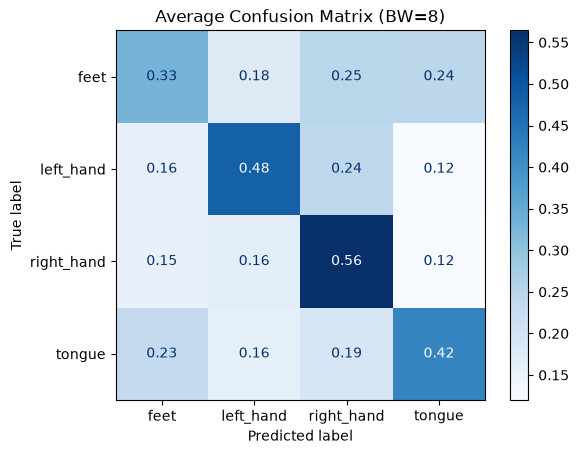 Average Confusion Matrix (BW=8)
True label
feet 0.33 0.18 0.25 0.24
left_hand 0.16 0.48 0.24 0.12
right_hand 0.15 0.16 0.56 0.12
tongue 0.23 0.16 0.19 0.42
feet left_hand right_hand tongue
Predicted label
0.55
0.50
0.45
0.40
0.35
0.30
0.25
0.20
0.15